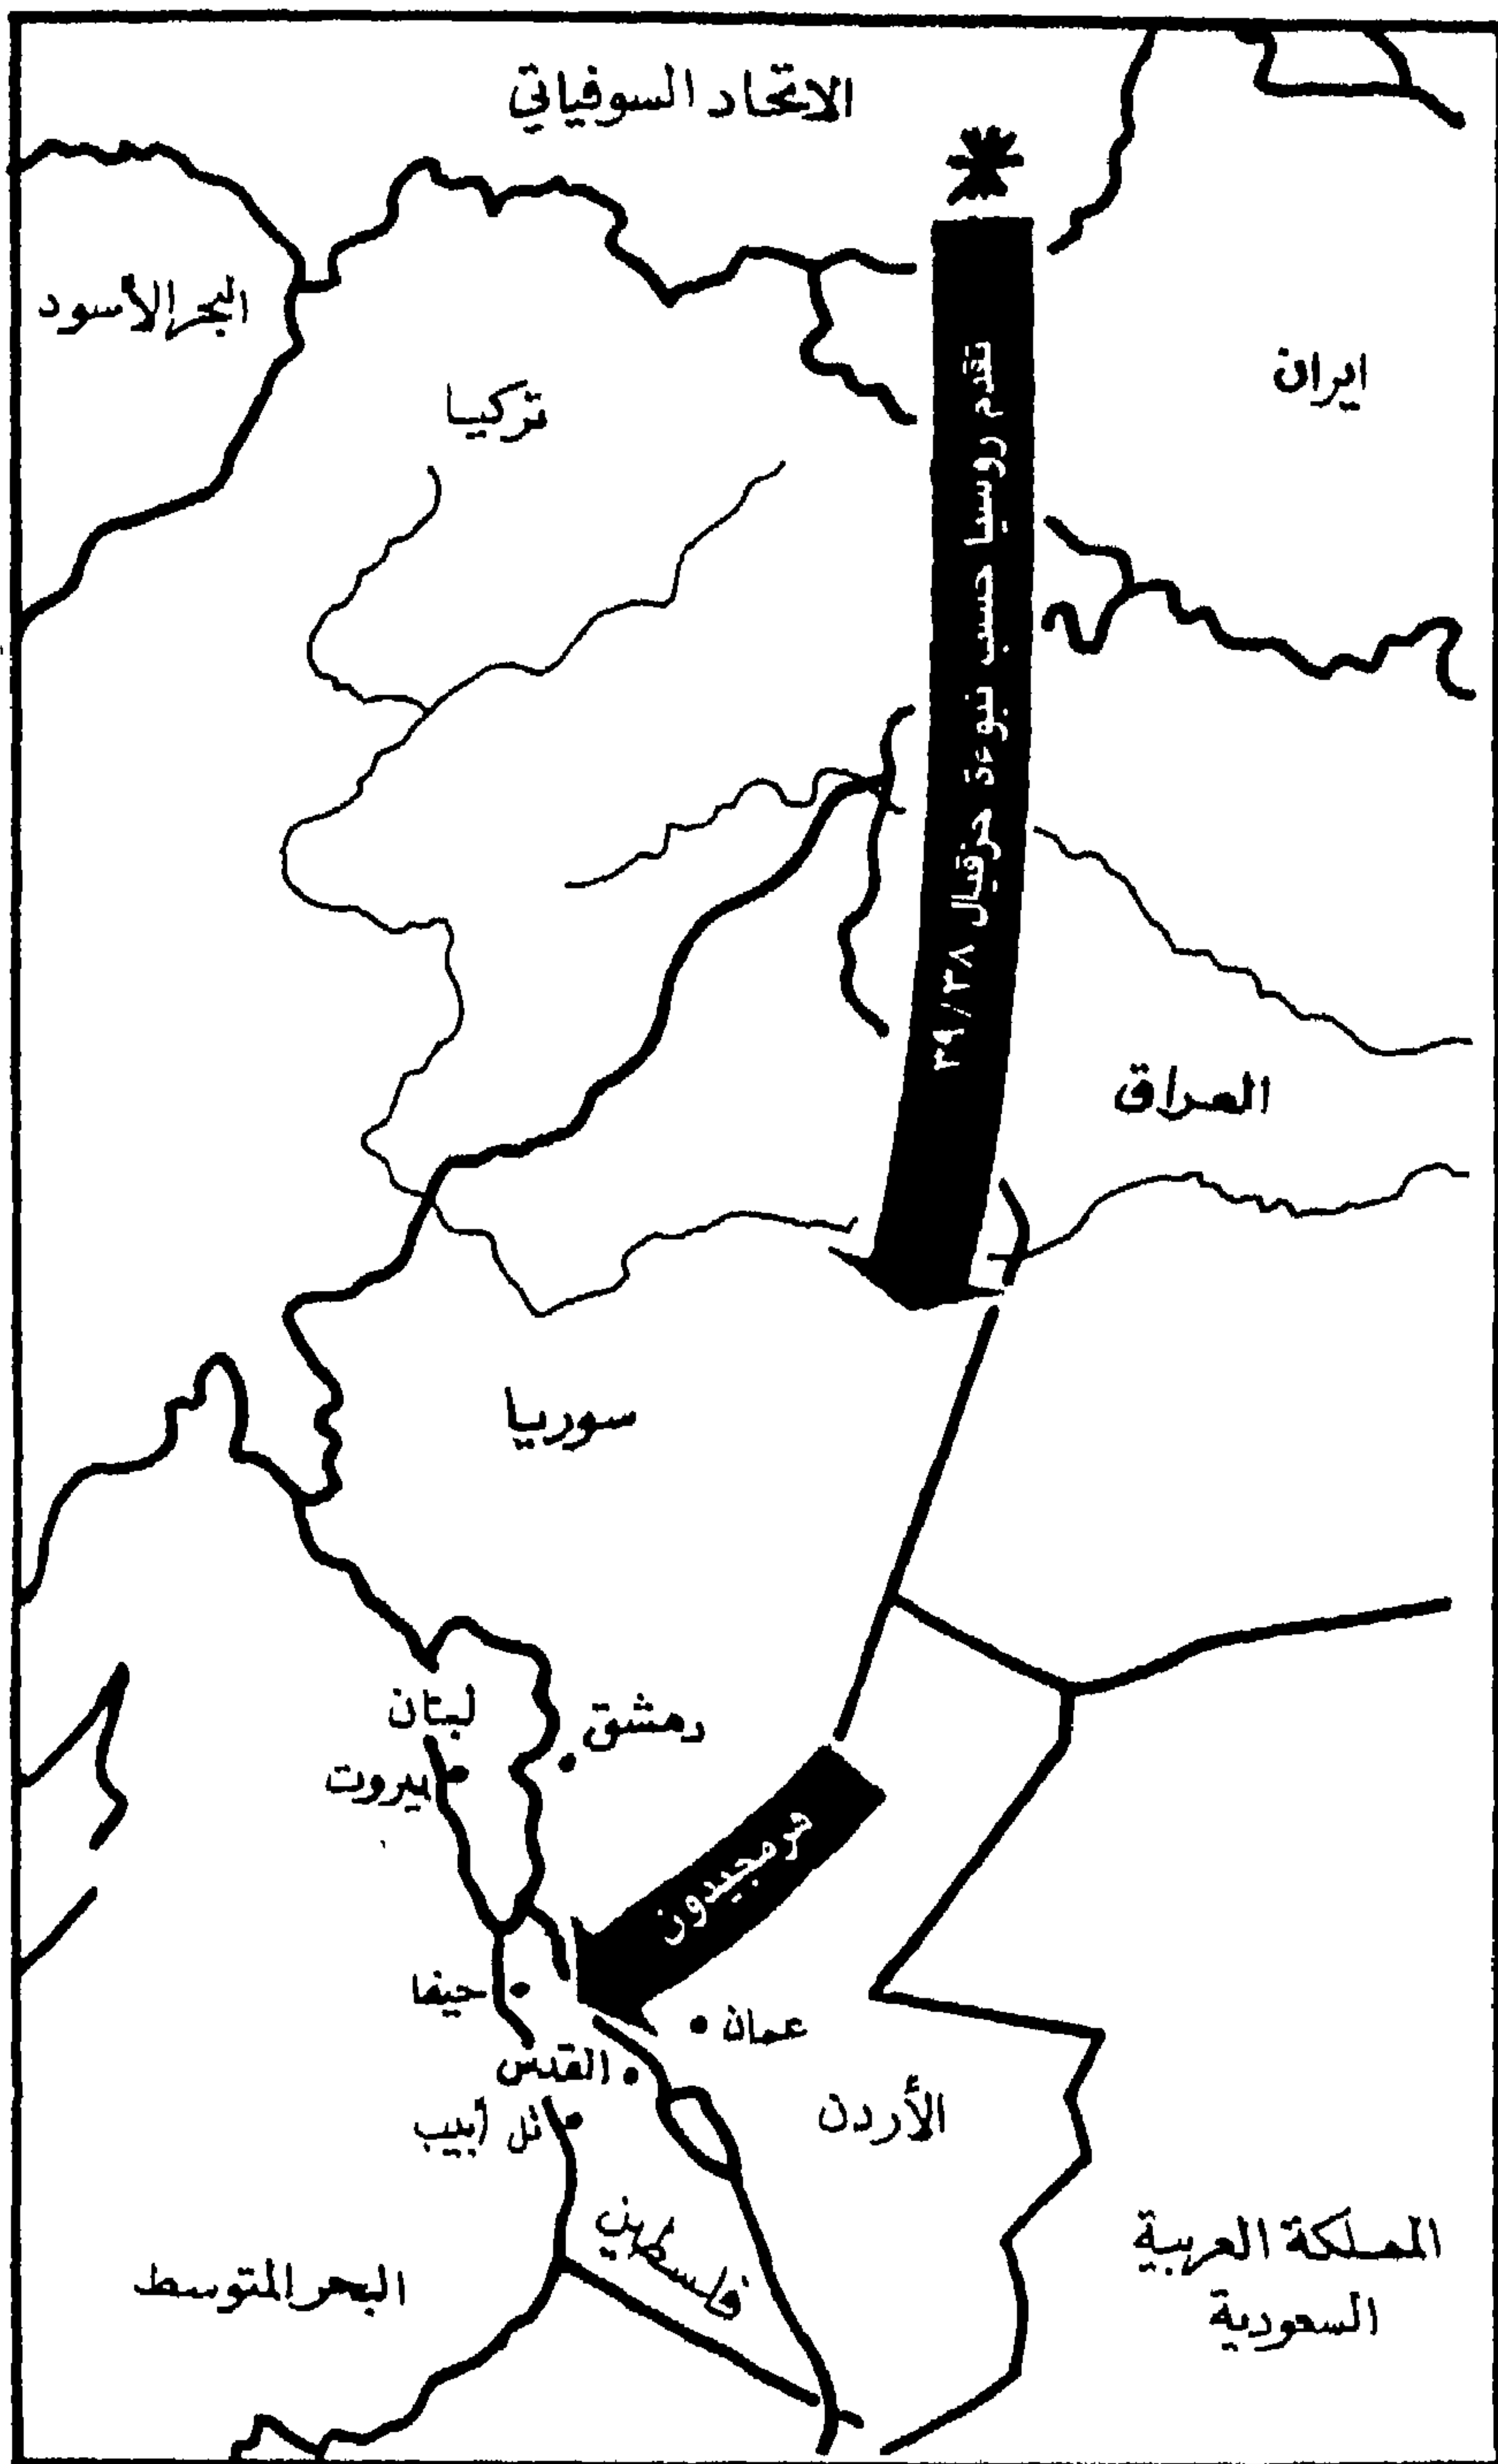 الاتحاد السوفياتي
البحر الأسود
تركيا
ايران
تقدم روسيا حسب نبوءة حزقيال ٣٩/٣٨
العراق
سوريا
لبنان
دمشق
بيروت
هرمجيدون
حيفا
عمان
القدس
تل أبيب
الأردن
فلسطين
المملكة العربية
السعودية
البحر المتوسط